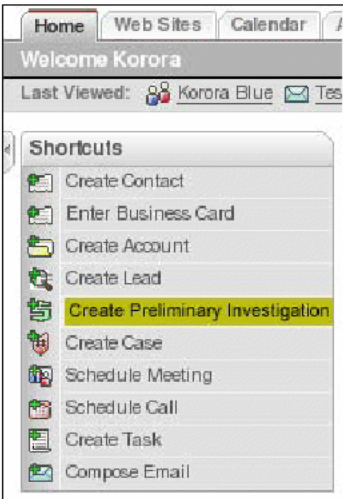 Home Web Sites Calendar
Welcome Korora
Last Viewed: Korora Blue Tes
Shortcuts
Create Contact
Enter Business Card
Create Account
Create Lead
Create Preliminary Investigation
Create Case
Schedule Meeting
Schedule Call
Create Task
Compose Email